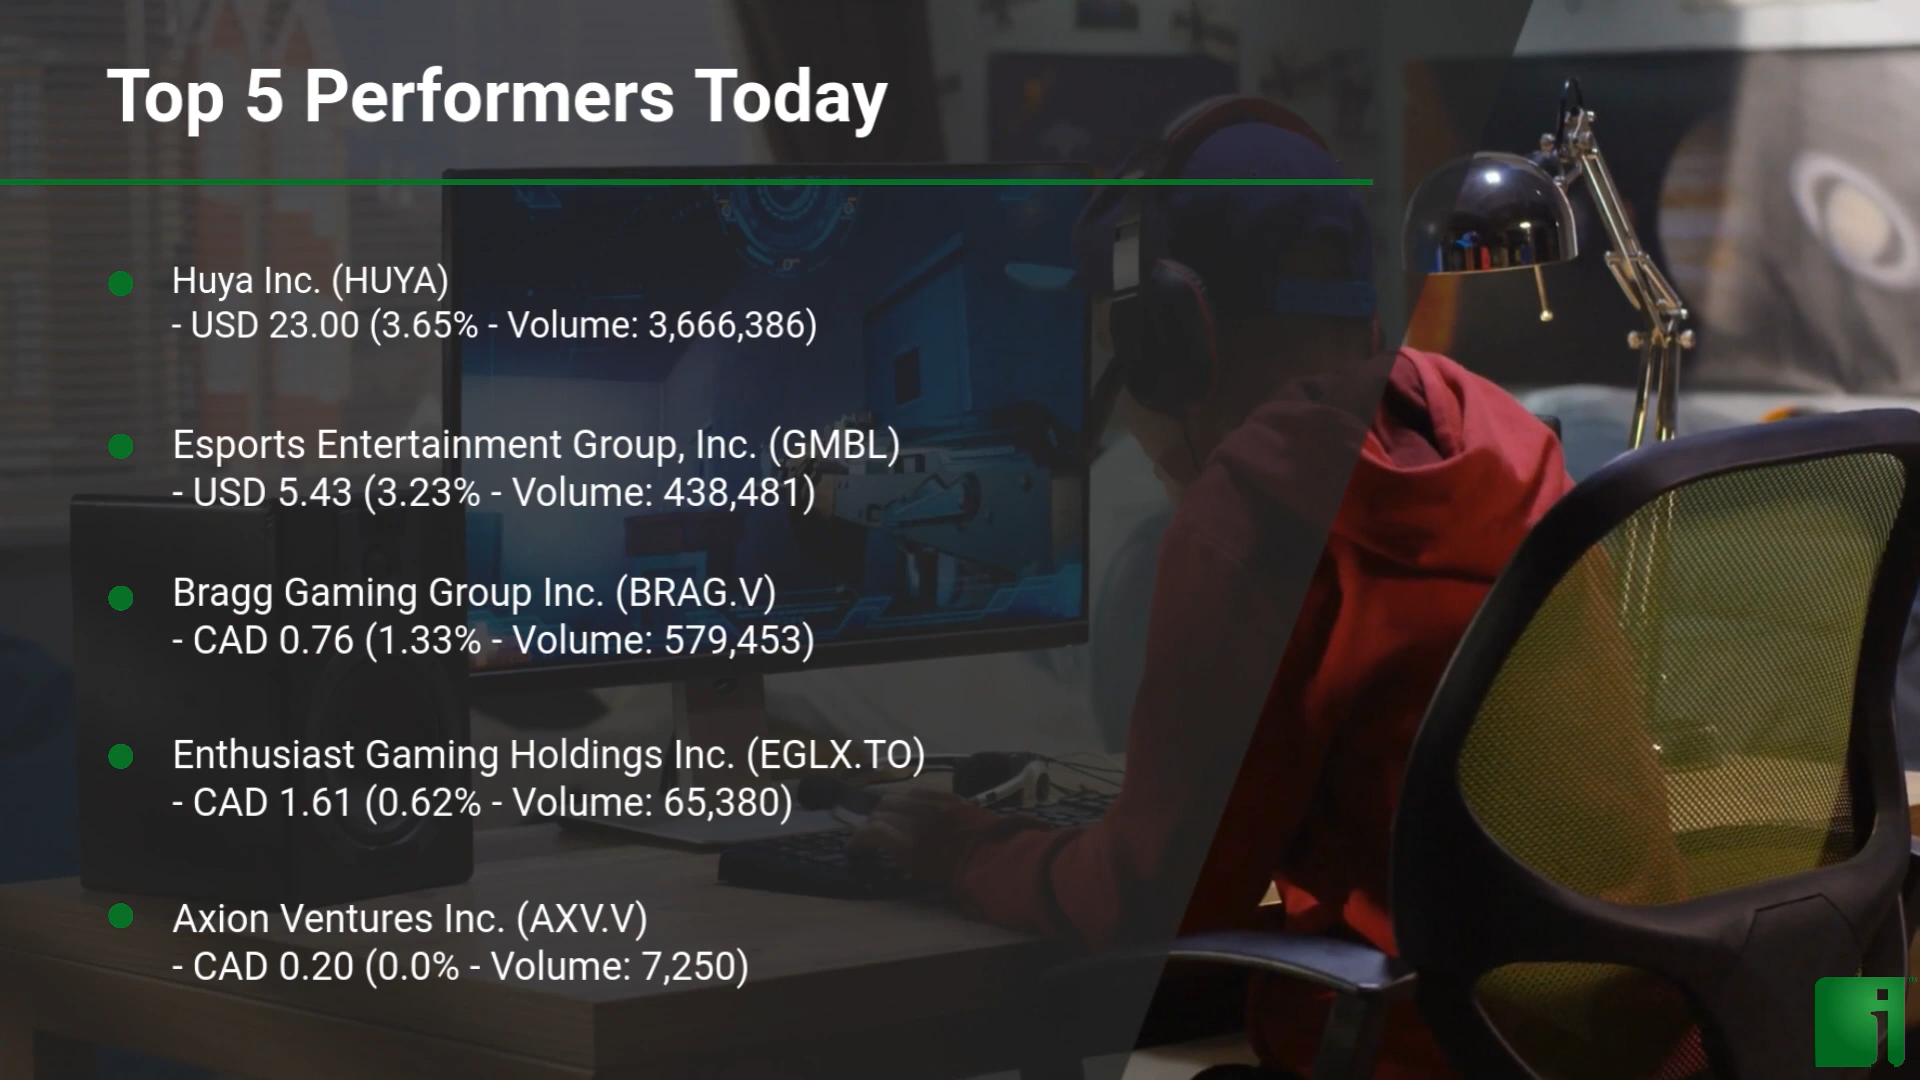 Top 5 Performers Today
Huya Inc. (HUYA)
- USD 23.00 (3.65% - Volume: 3,666,386)
Esports Entertainment Group, Inc. (GMBL)
- USD 5.43 (3.23% - Volume: 438,481)
Bragg Gaming Group Inc. (BRAG.V)
- CAD 0.76 (1.33% - Volume: 579,453)
Enthusiast Gaming Holdings Inc. (EGLX.TO)
- CAD 1.61 (0.62% - Volume: 65,380)
Axion Ventures Inc. (AXV.V)
- CAD 0.20 (0.0% - Volume: 7,250)
i